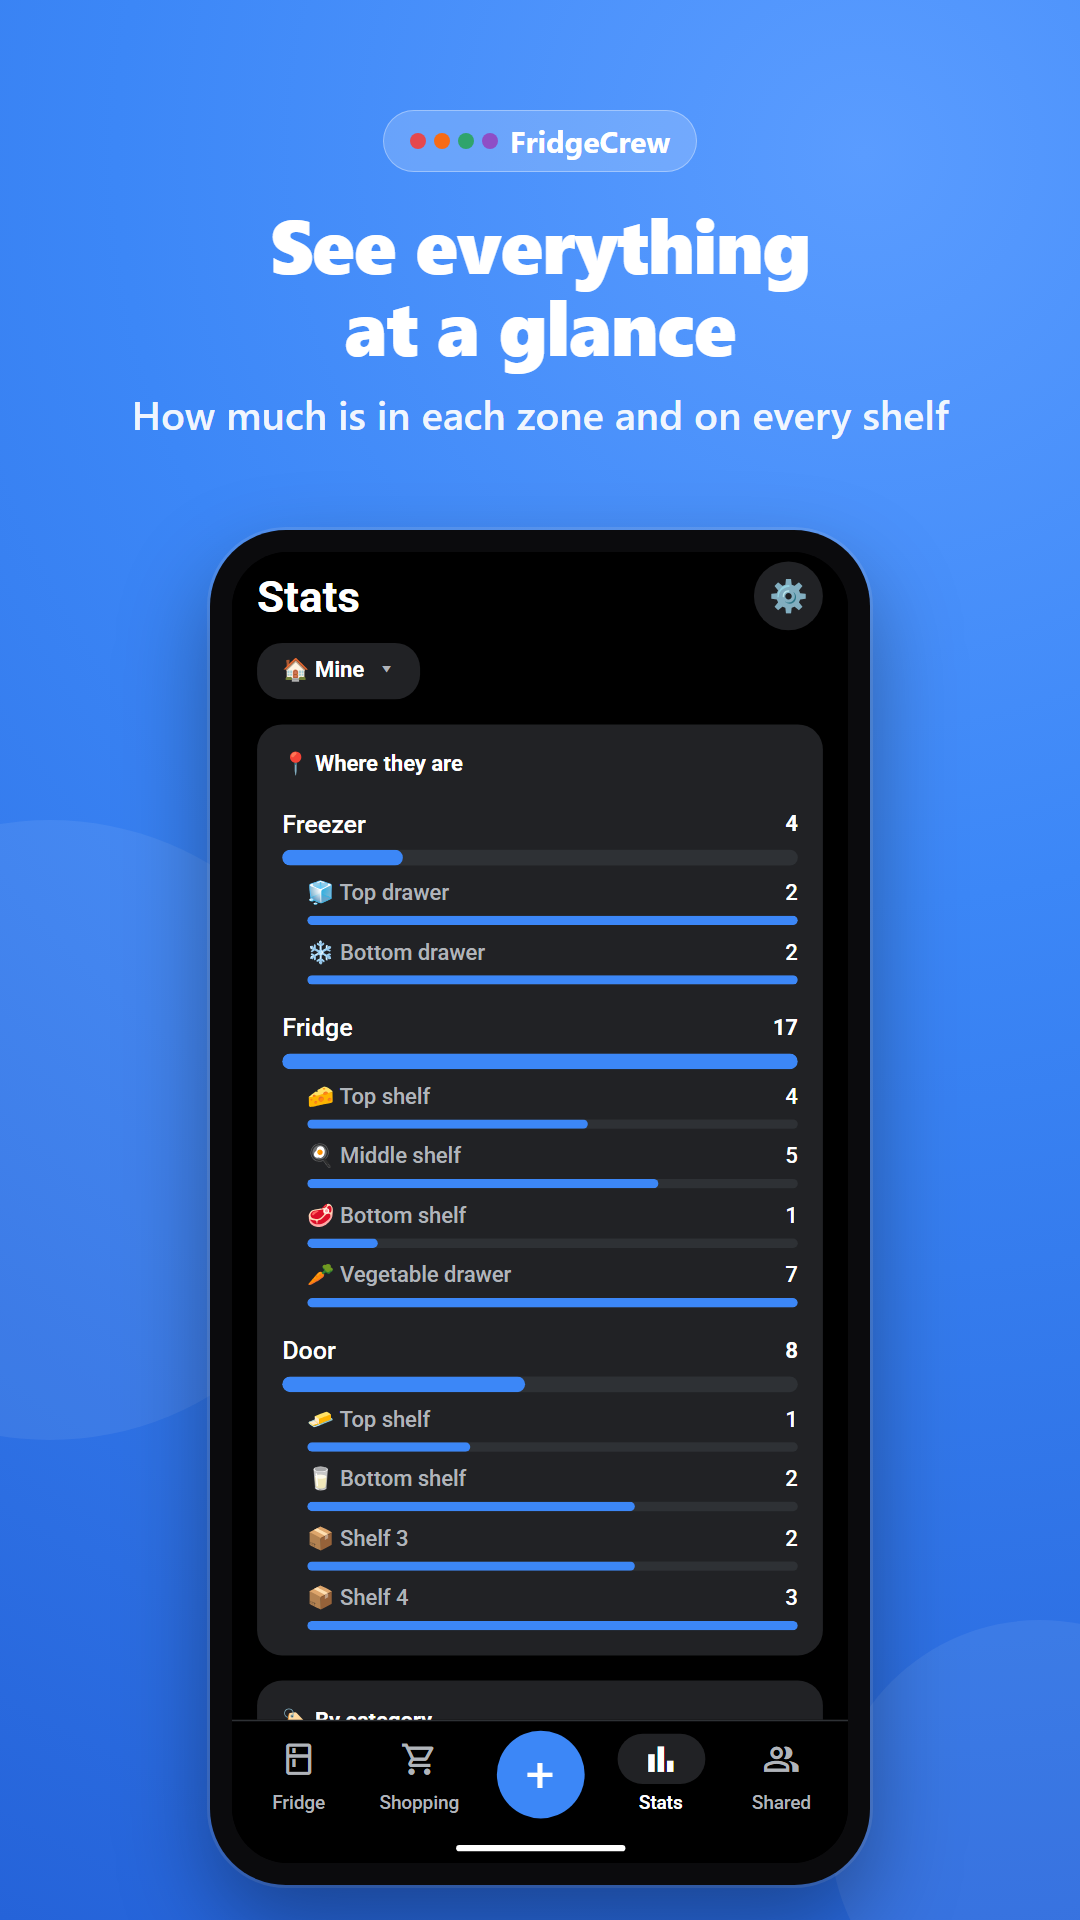 FridgeCrew
See everything
at a glance
How much is in each zone and on every shelf
Stats
Mine
Where they are
Freezer 4
Top drawer 2
Bottom drawer 2
Fridge 17
Top shelf 4
Middle shelf 5
Bottom shelf 1
Vegetable drawer 7
Door 8
Top shelf 1
Bottom shelf 2
Shelf 3 2
Shelf 4 3
By category
Fridge Shopping + Stats Shared